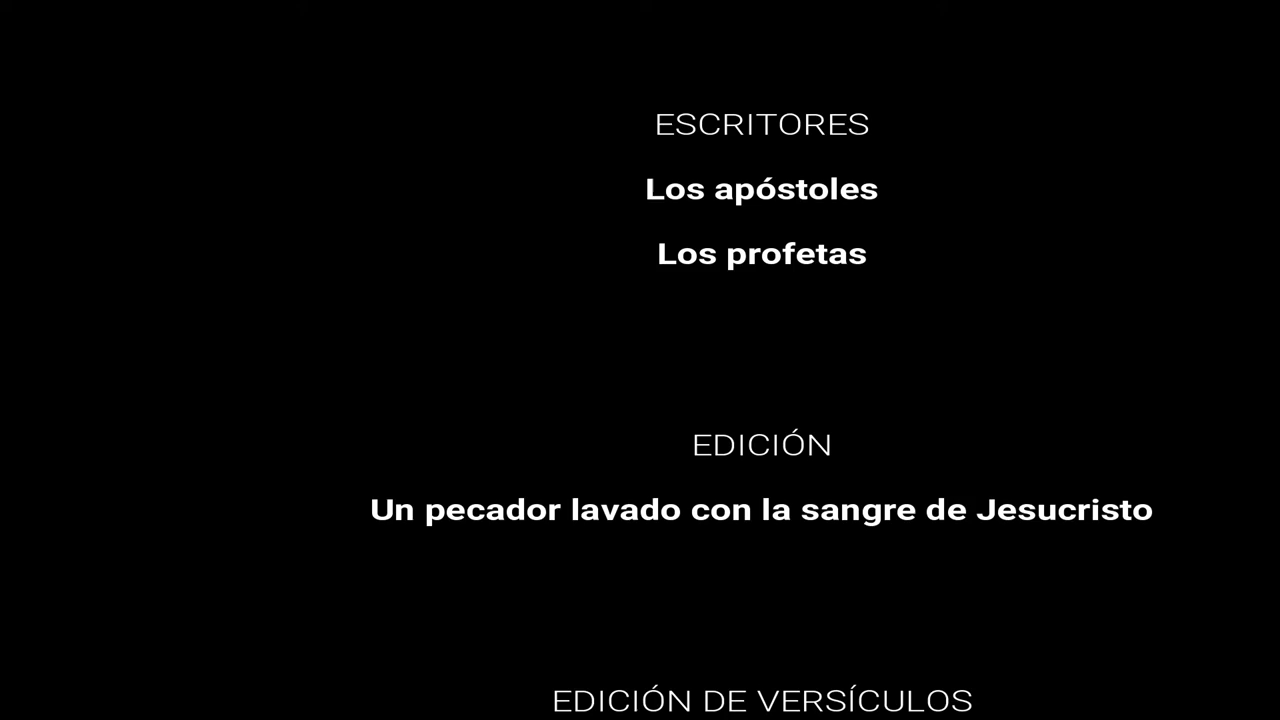 ESCRITORES
Los apóstoles
Los profetas
EDICIÓN
Un pecador lavado con la sangre de Jesucristo
EDICIÓN DE VERSÍCULOS